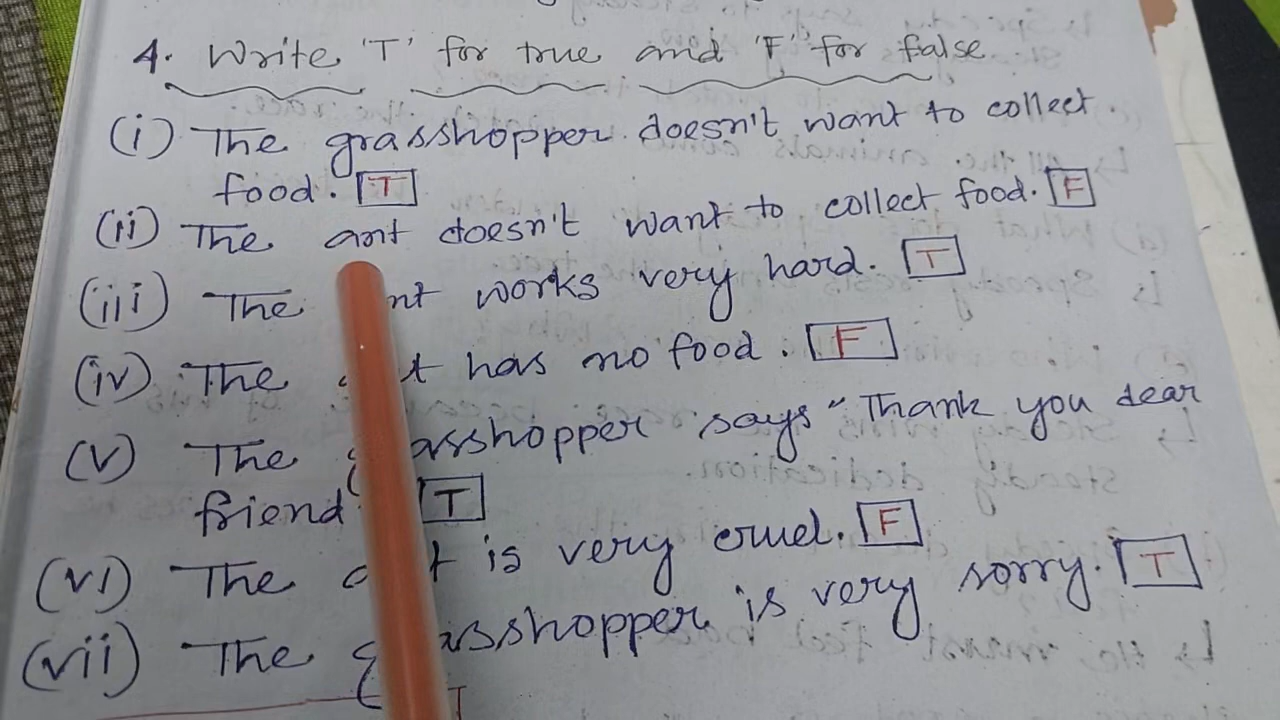 4. Write 'T' for true and 'F' for false
(i) The grasshopper doesn't want to collect
food. T
(ii) The ant doesn't want to collect food. F
(iii) The nt works very hard. T
(iv) The t has no food. F
(v) The asshopper says "Thank you dear
friend T
(vi) The t is very cruel. F
(vii) The g asshopper is very sorry. T